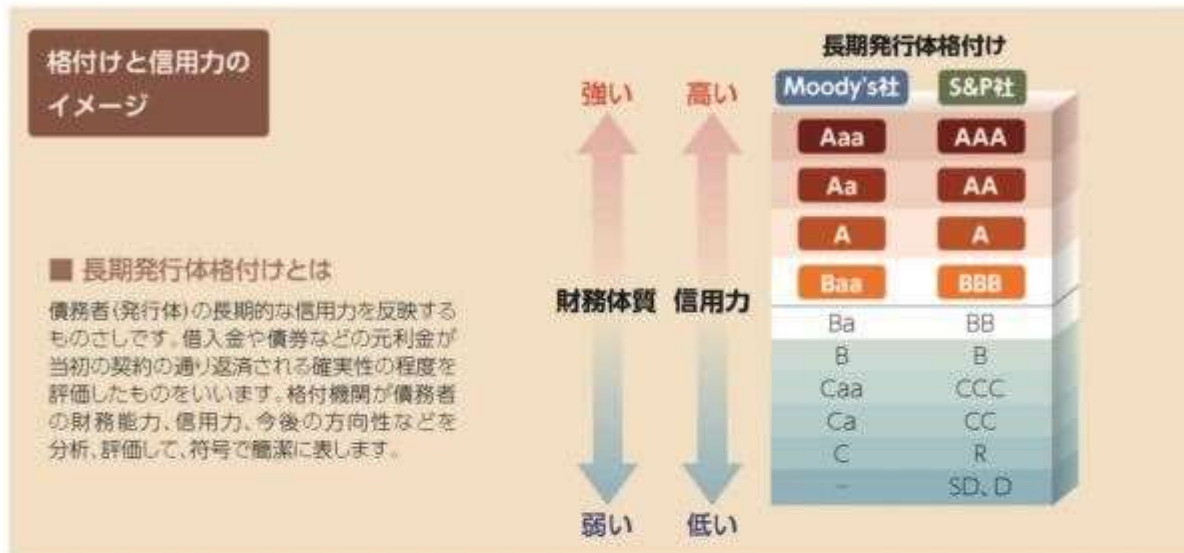 格付けと信用力の
イメージ
■ 長期発行体格付けとは
債務者(発行体)の長期的な信用力を反映する
ものさしです。借入金や債券などの元利金が
当初の契約の通り返済される確実性の程度を
評価したものをいいます。格付機関が債務者
の財務能力、信用力、今後の方向性などを
分析、評価して、符号で簡潔に表します。
強い 高い
財務体質 信用力
弱い 低い
長期発行体格付け
Moody's社 S&P社
Aaa AAA
Aa AA
A A
Baa BBB
Ba BB
B B
Caa CCC
Ca CC
C R
– SD、D